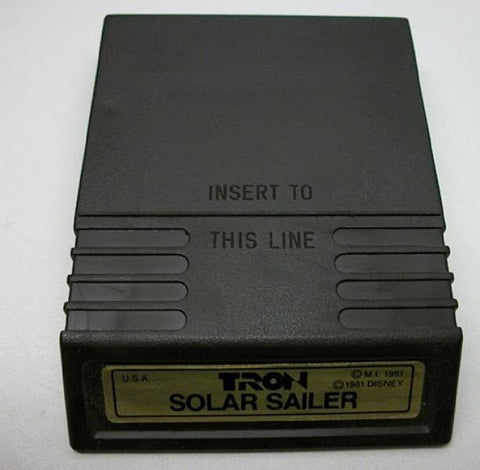 INSERT TO
THIS LINE
U.S.A. TRON © M.I. 1981
© 1981 DISNEY
SOLAR SAILER